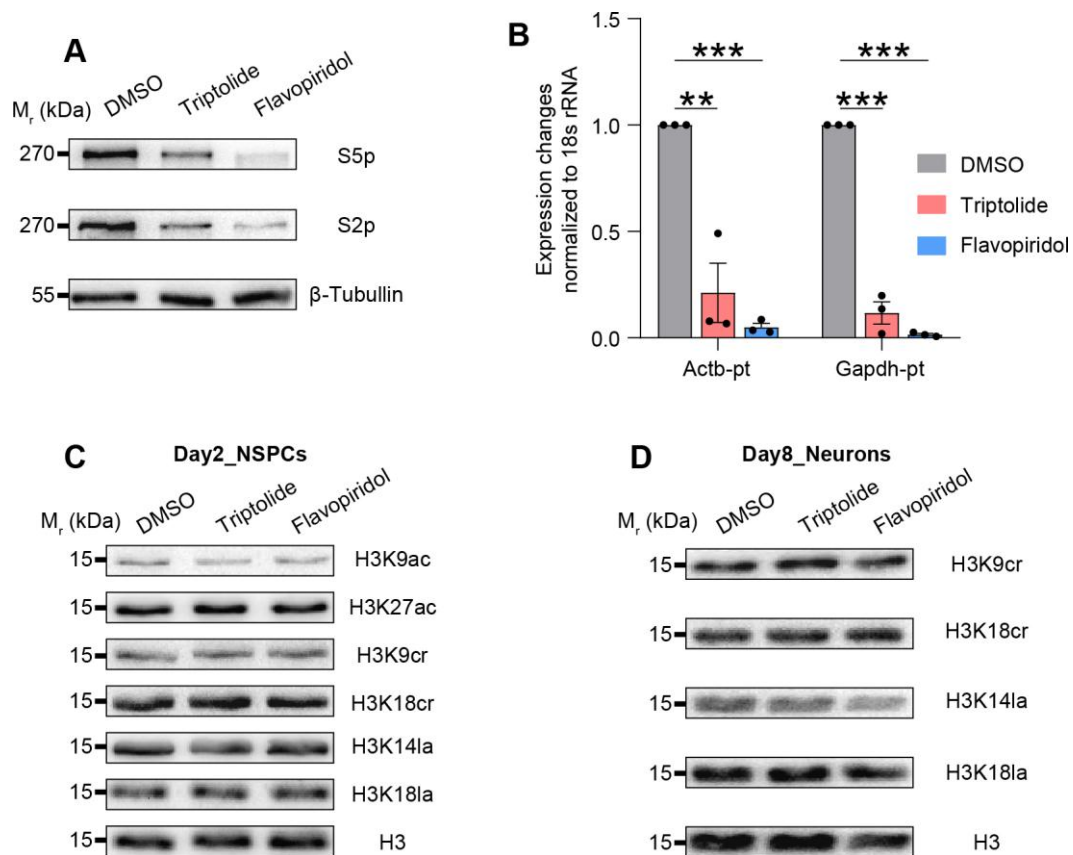 A
DMSO
Triptolide
Flavopiridol
Mr (kDa)
270
S5p
270
S2p
55
β-Tubullin
B
Expression changes
normalized to 18s rRNA
1.5
1.0
0.5
0.0
***
**
***
***
Actb-pt
Gapdh-pt
DMSO
Triptolide
Flavopiridol
C
Day2_NSPCs
DMSO
Triptolide
Flavopiridol
Mr (kDa)
15
H3K9ac
15
H3K27ac
15
H3K9cr
15
H3K18cr
15
H3K14la
15
H3K18la
15
H3
D
Day8_Neurons
DMSO
Triptolide
Flavopiridol
Mr (kDa)
15
H3K9cr
15
H3K18cr
15
H3K14la
15
H3K18la
15
H3